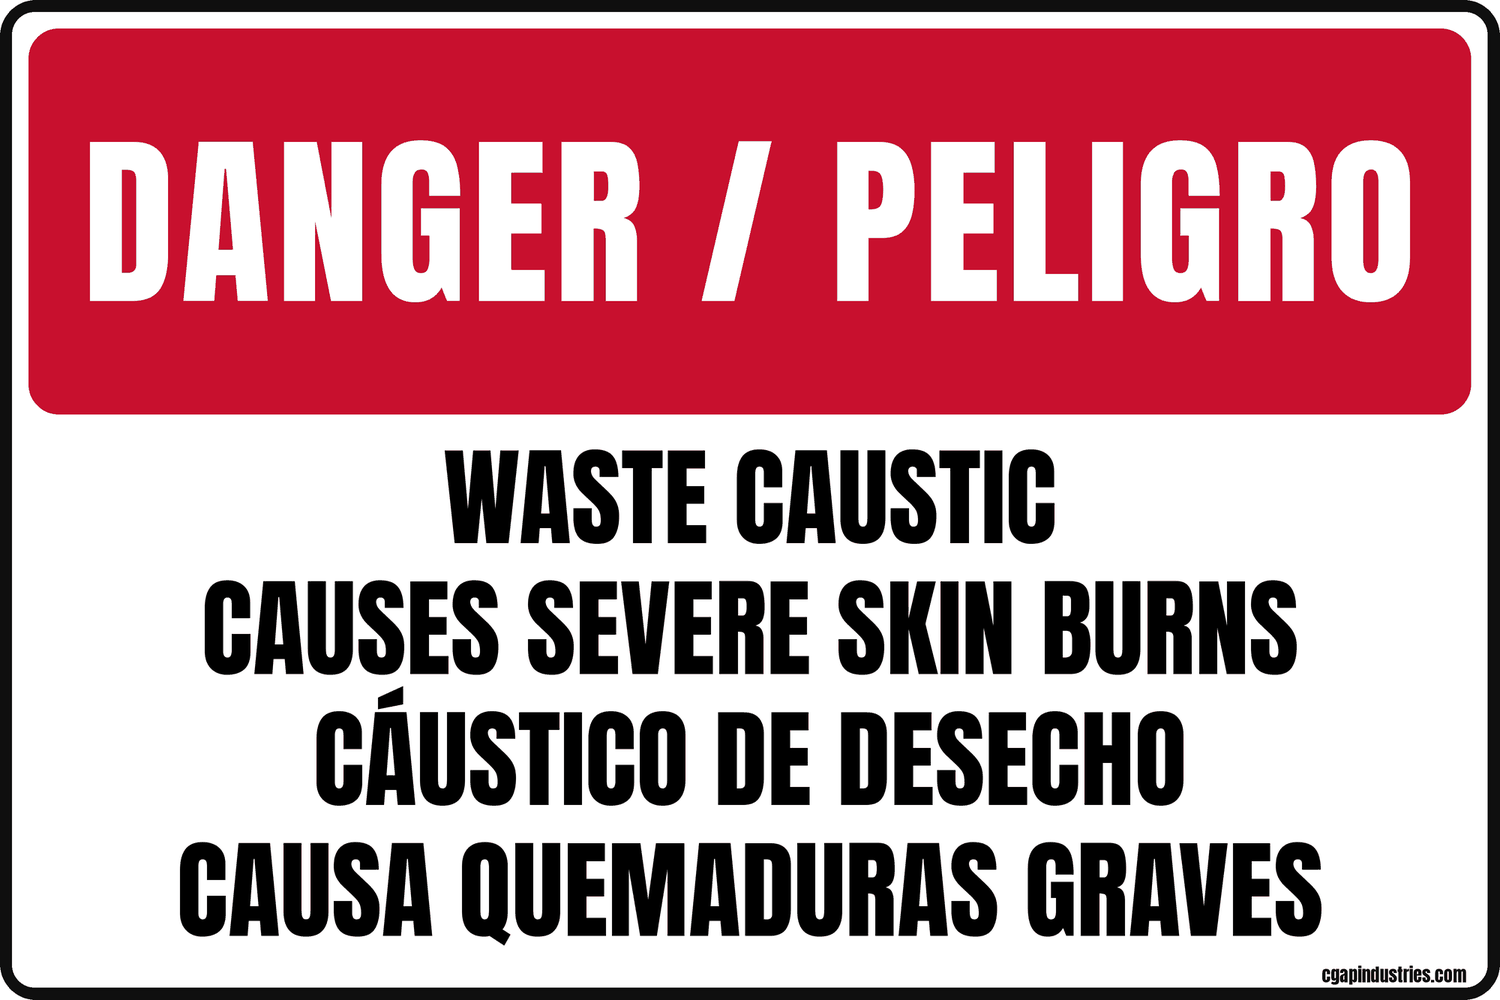 DANGER / PELIGRO
WASTE CAUSTIC
CAUSES SEVERE SKIN BURNS
CÁUSTICO DE DESECHO
CAUSA QUEMADURAS GRAVES
cgapindustries.com